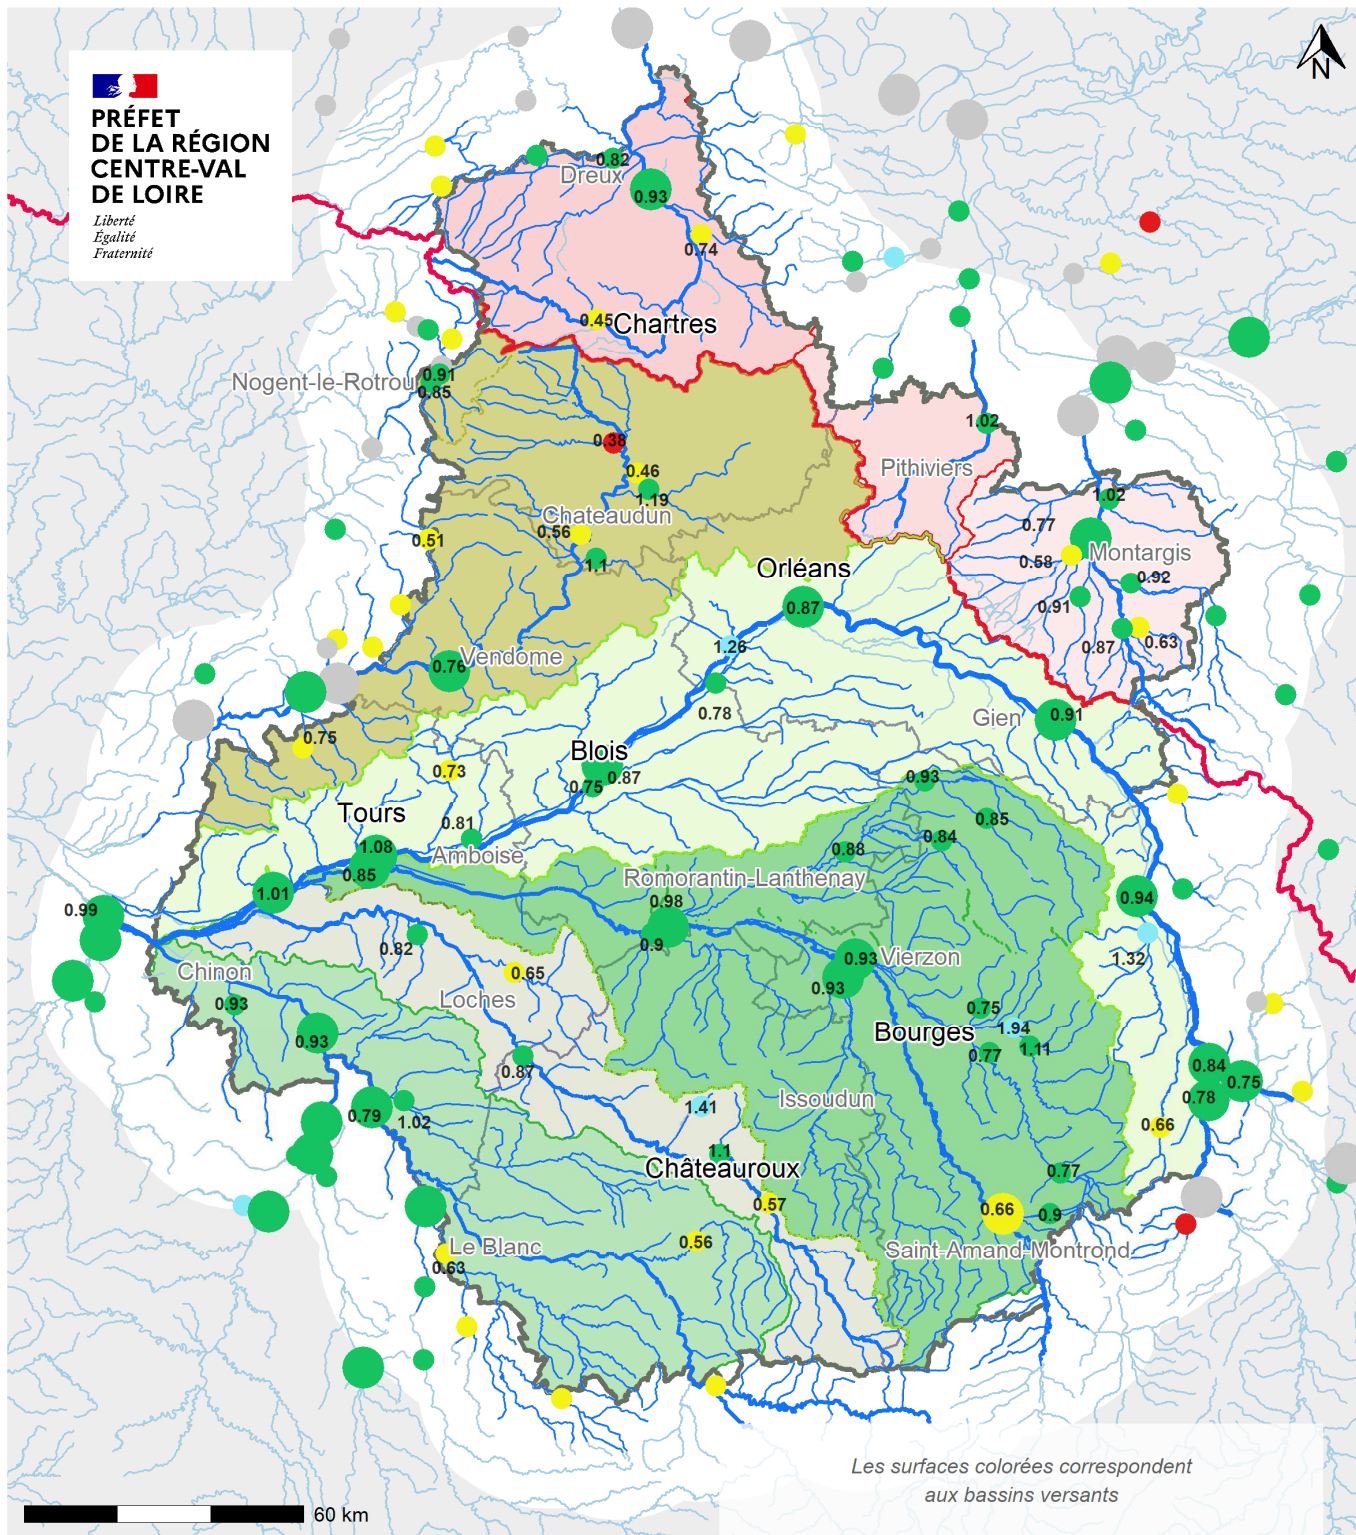 N
PRÉFET
DE LA RÉGION
CENTRE-VAL
DE LOIRE
Liberté
Égalité
Fraternité
0.82
Dreux
0.93
0.74
0.45
Chartres
Nogent-le-Rotrou
0.91
0.85
1.02
0.38
0.46
1.19
Pithiviers
Chateaudun
0.56
0.51
1.1
1.02
0.77
Montargis
0.58
0.92
0.91
0.87
0.63
Orléans
0.87
1.26
Vendome
0.76
0.78
Gien
0.91
0.75
Blois
0.73
0.87
0.75
0.93
Tours
0.81
0.85
0.84
1.08
Amboise
0.88
0.85
Romorantin-Lanthenay
1.01
0.98
0.94
0.99
0.82
0.9
0.93
Vierzon
1.32
Chinon
0.65
0.93
Loches
0.93
0.75
1.94
Bourges
0.93
0.77
1.11
0.87
0.84
0.75
0.78
0.79
1.02
1.41
Issoudun
0.66
1.1
Châteauroux
0.77
0.57
0.66
0.9
Le Blanc
0.56
Saint-Amand-Montrond
0.63
Les surfaces colorées correspondent
aux bassins versants
60 km